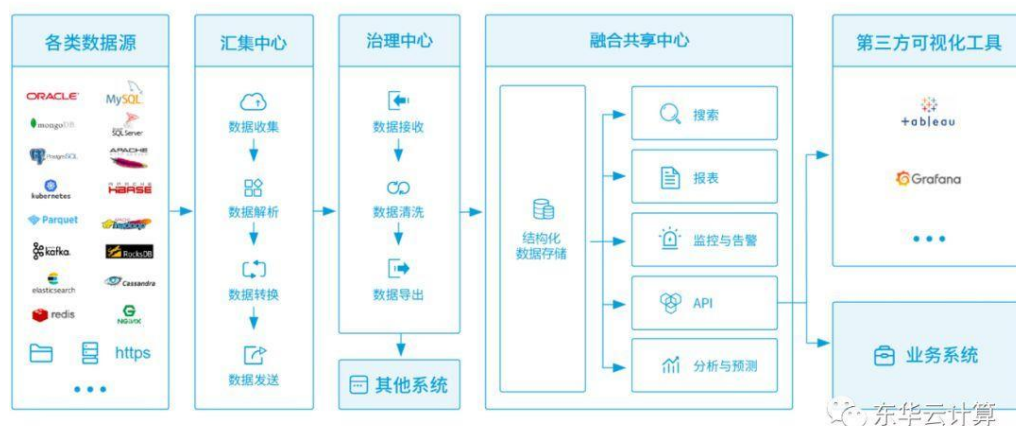 各类数据源
ORACLE
MySQL
mongoDB
SQL Server
PostgreSQL
APACHE
kubernetes
HBASE
Parquet
hadoop
kafka
RocksDB
elasticsearch
Cassandra
redis
NGINX
https
汇集中心
数据收集
数据解析
数据转换
数据发送
治理中心
数据接收
数据清洗
数据导出
其他系统
融合共享中心
结构化
数据存储
搜索
报表
监控与告警
API
分析与预测
第三方可视化工具
+ableau
Grafana
业务系统
东华云计算